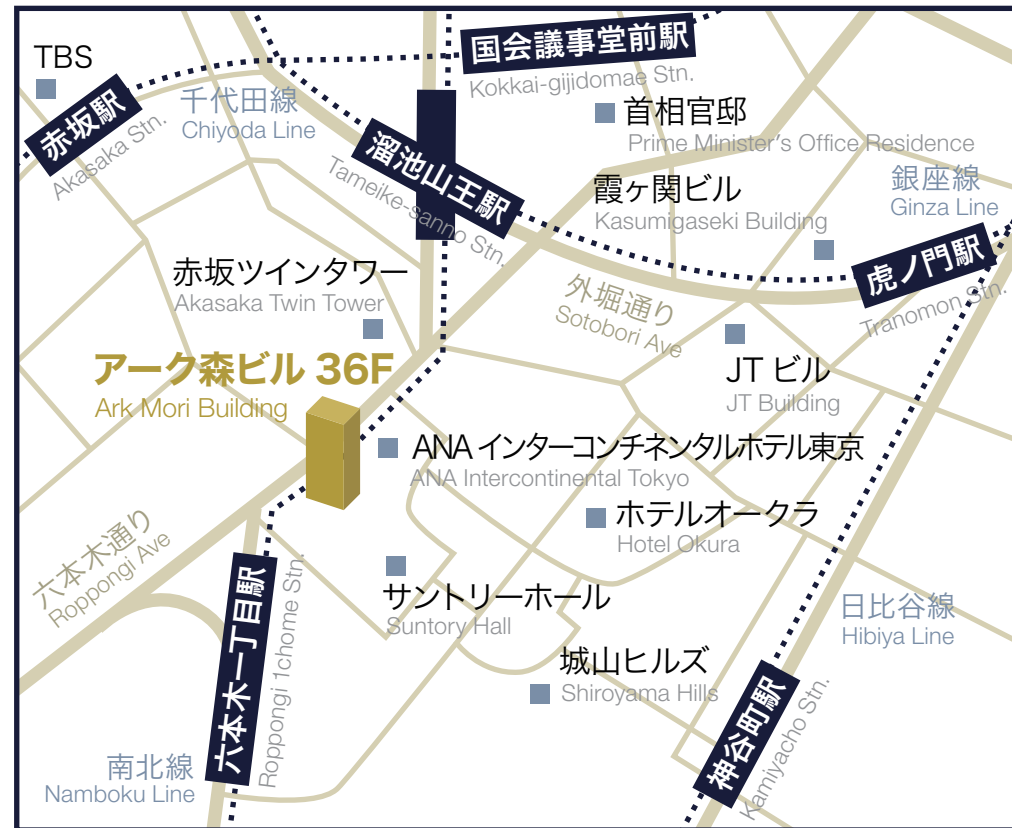 TBS
国会議事堂前駅
Kokkai-gijidomae Stn.
赤坂駅
Akasaka Stn.
千代田線
Chiyoda Line
首相官邸
Prime Minister's Office Residence
溜池山王駅
Tameike-sanno Stn.
霞ヶ関ビル
Kasumigaseki Building
銀座線
Ginza Line
虎ノ門駅
Tranomon Stn.
赤坂ツインタワー
Akasaka Twin Tower
外堀通り
Sotobori Ave
アーク森ビル 36F
Ark Mori Building
JT ビル
JT Building
ANA インターコンチネンタルホテル東京
ANA Intercontinental Tokyo
ホテルオークラ
Hotel Okura
六本木通り
Roppongi Ave
サントリーホール
Suntory Hall
六本木一丁目駅
Roppongi 1chome Stn.
日比谷線
Hibiya Line
城山ヒルズ
Shiroyama Hills
神谷町駅
Kamiyacho Stn.
南北線
Namboku Line